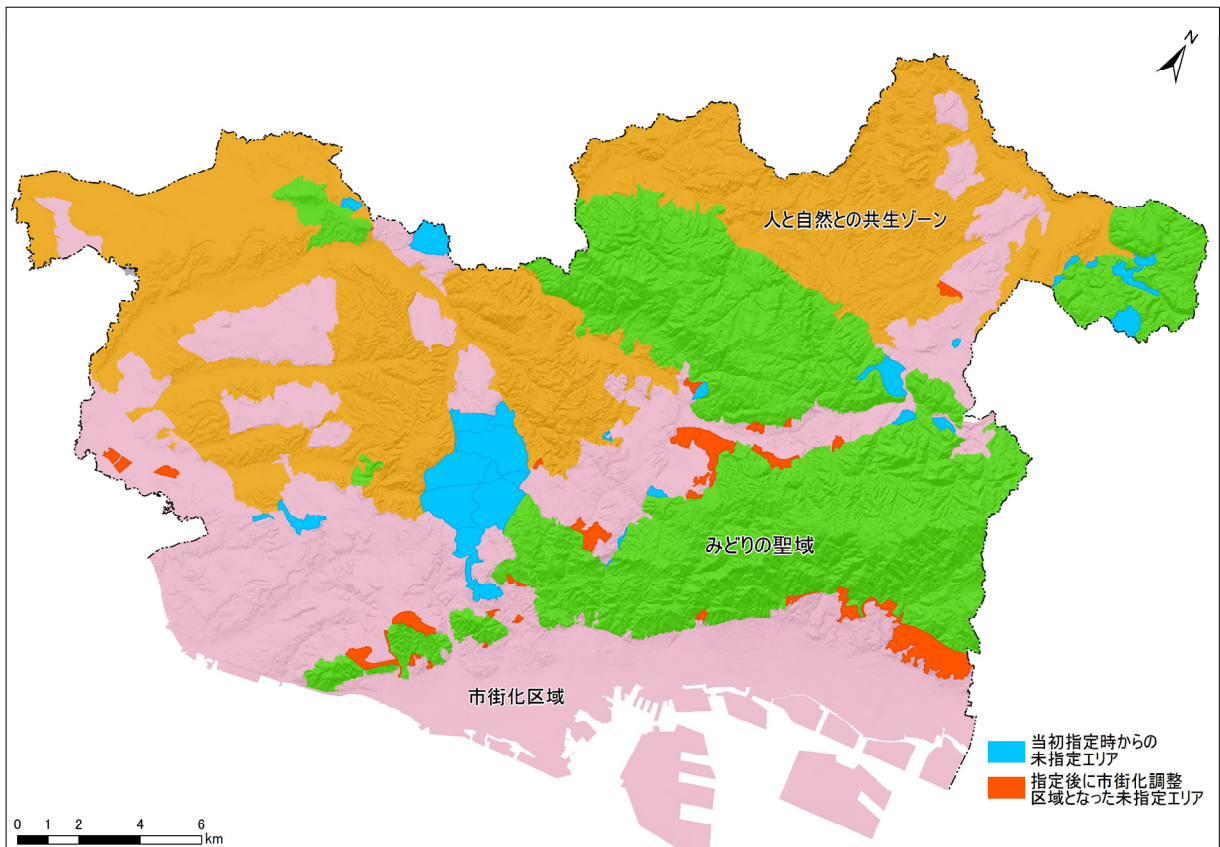 N
人と自然との共生ゾーン
みどりの聖域
市街化区域
当初指定時からの
未指定エリア
指定後に市街化調整
区域となった未指定エリア
0 1 2 4 6
km